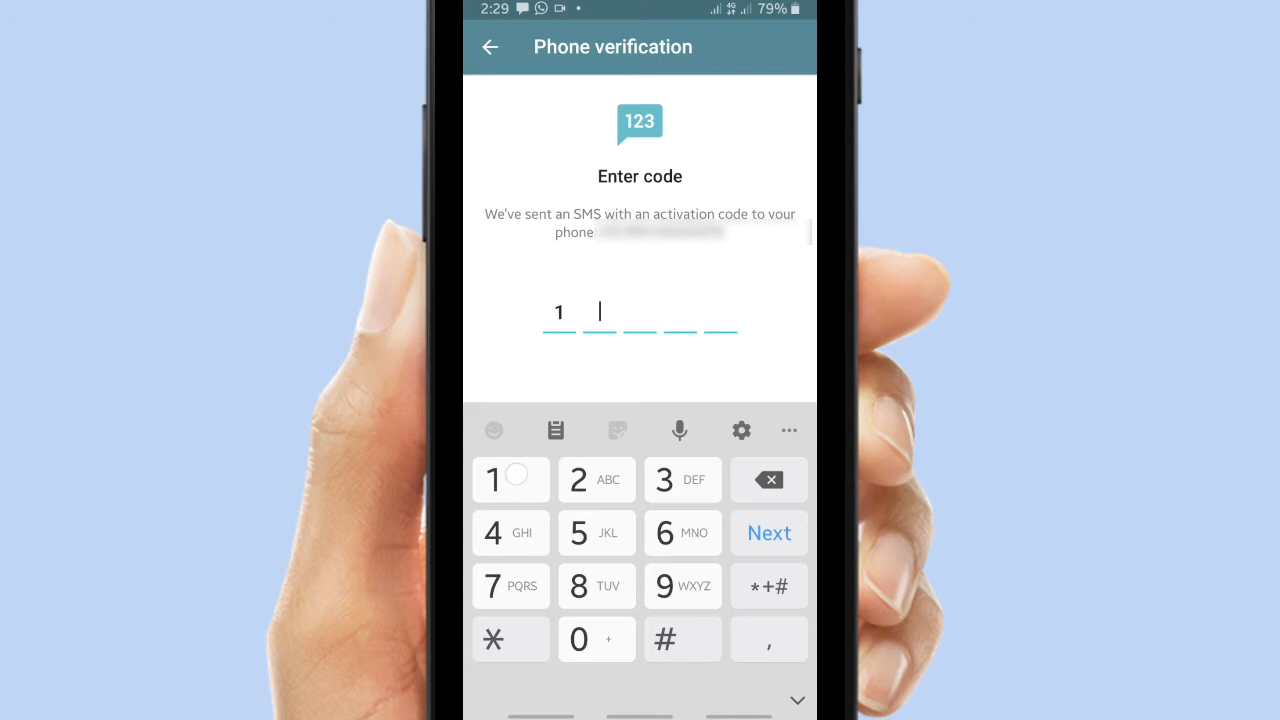 2:29 4G 79%
Phone verification
123
Enter code
We've sent an SMS with an activation code to your
phone
1
1 2 ABC 3 DEF
4 GHI 5 JKL 6 MNO Next
7 PQRS 8 TUV 9 WXYZ *+#
* 0 + # ,